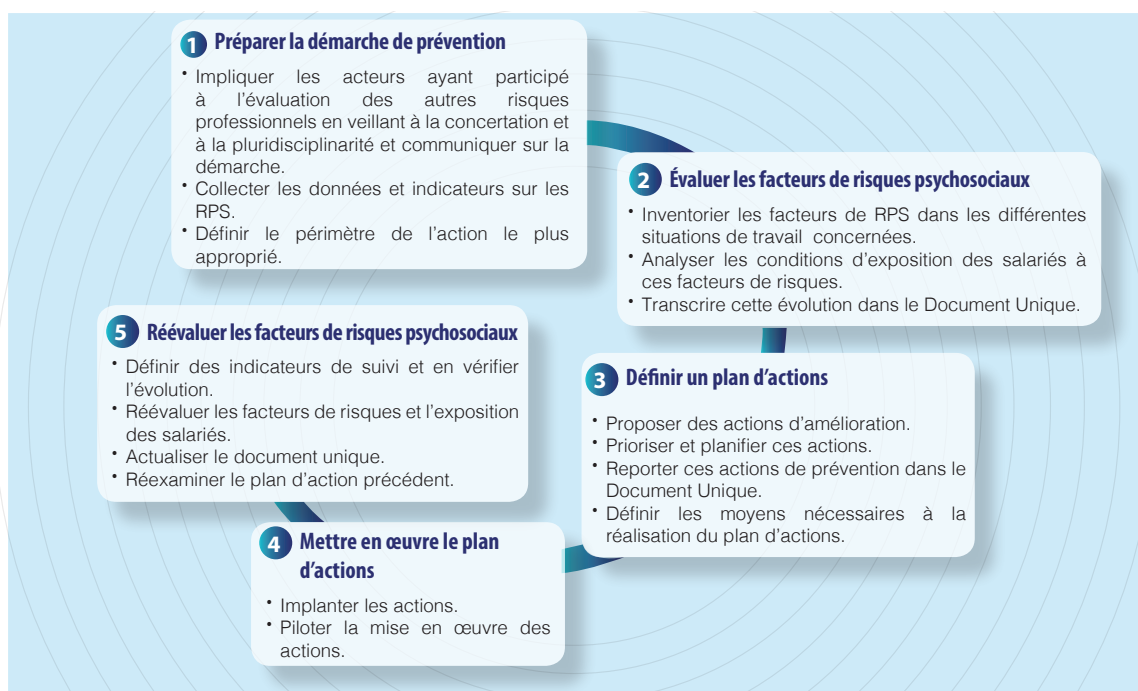 1 Préparer la démarche de prévention
• Impliquer les acteurs ayant participé
à l’évaluation des autres risques
professionnels en veillant à la concertation et
à la pluridisciplinarité et communiquer sur la
démarche.
• Collecter les données et indicateurs sur les
RPS.
• Définir le périmètre de l’action le plus
approprié.
2 Évaluer les facteurs de risques psychosociaux
• Inventorier les facteurs de RPS dans les différentes
situations de travail concernées.
• Analyser les conditions d’exposition des salariés à
ces facteurs de risques.
• Transcrire cette évolution dans le Document Unique.
3 Définir un plan d’actions
• Proposer des actions d’amélioration.
• Prioriser et planifier ces actions.
• Reporter ces actions de prévention dans le
Document Unique.
• Définir les moyens nécessaires à la
réalisation du plan d’actions.
4 Mettre en œuvre le plan
d’actions
• Implanter les actions.
• Piloter la mise en œuvre des
actions.
5 Réévaluer les facteurs de risques psychosociaux
• Définir des indicateurs de suivi et en vérifier
l’évolution.
• Réévaluer les facteurs de risques et l’exposition
des salariés.
• Actualiser le document unique.
• Réexaminer le plan d’action précédent.